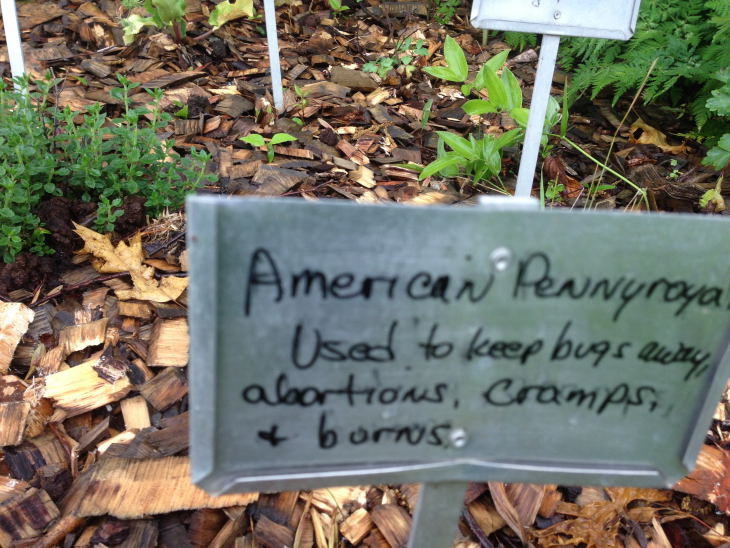 American Pennyroyal
Used to keep bugs away,
abortions, cramps,
+ burns